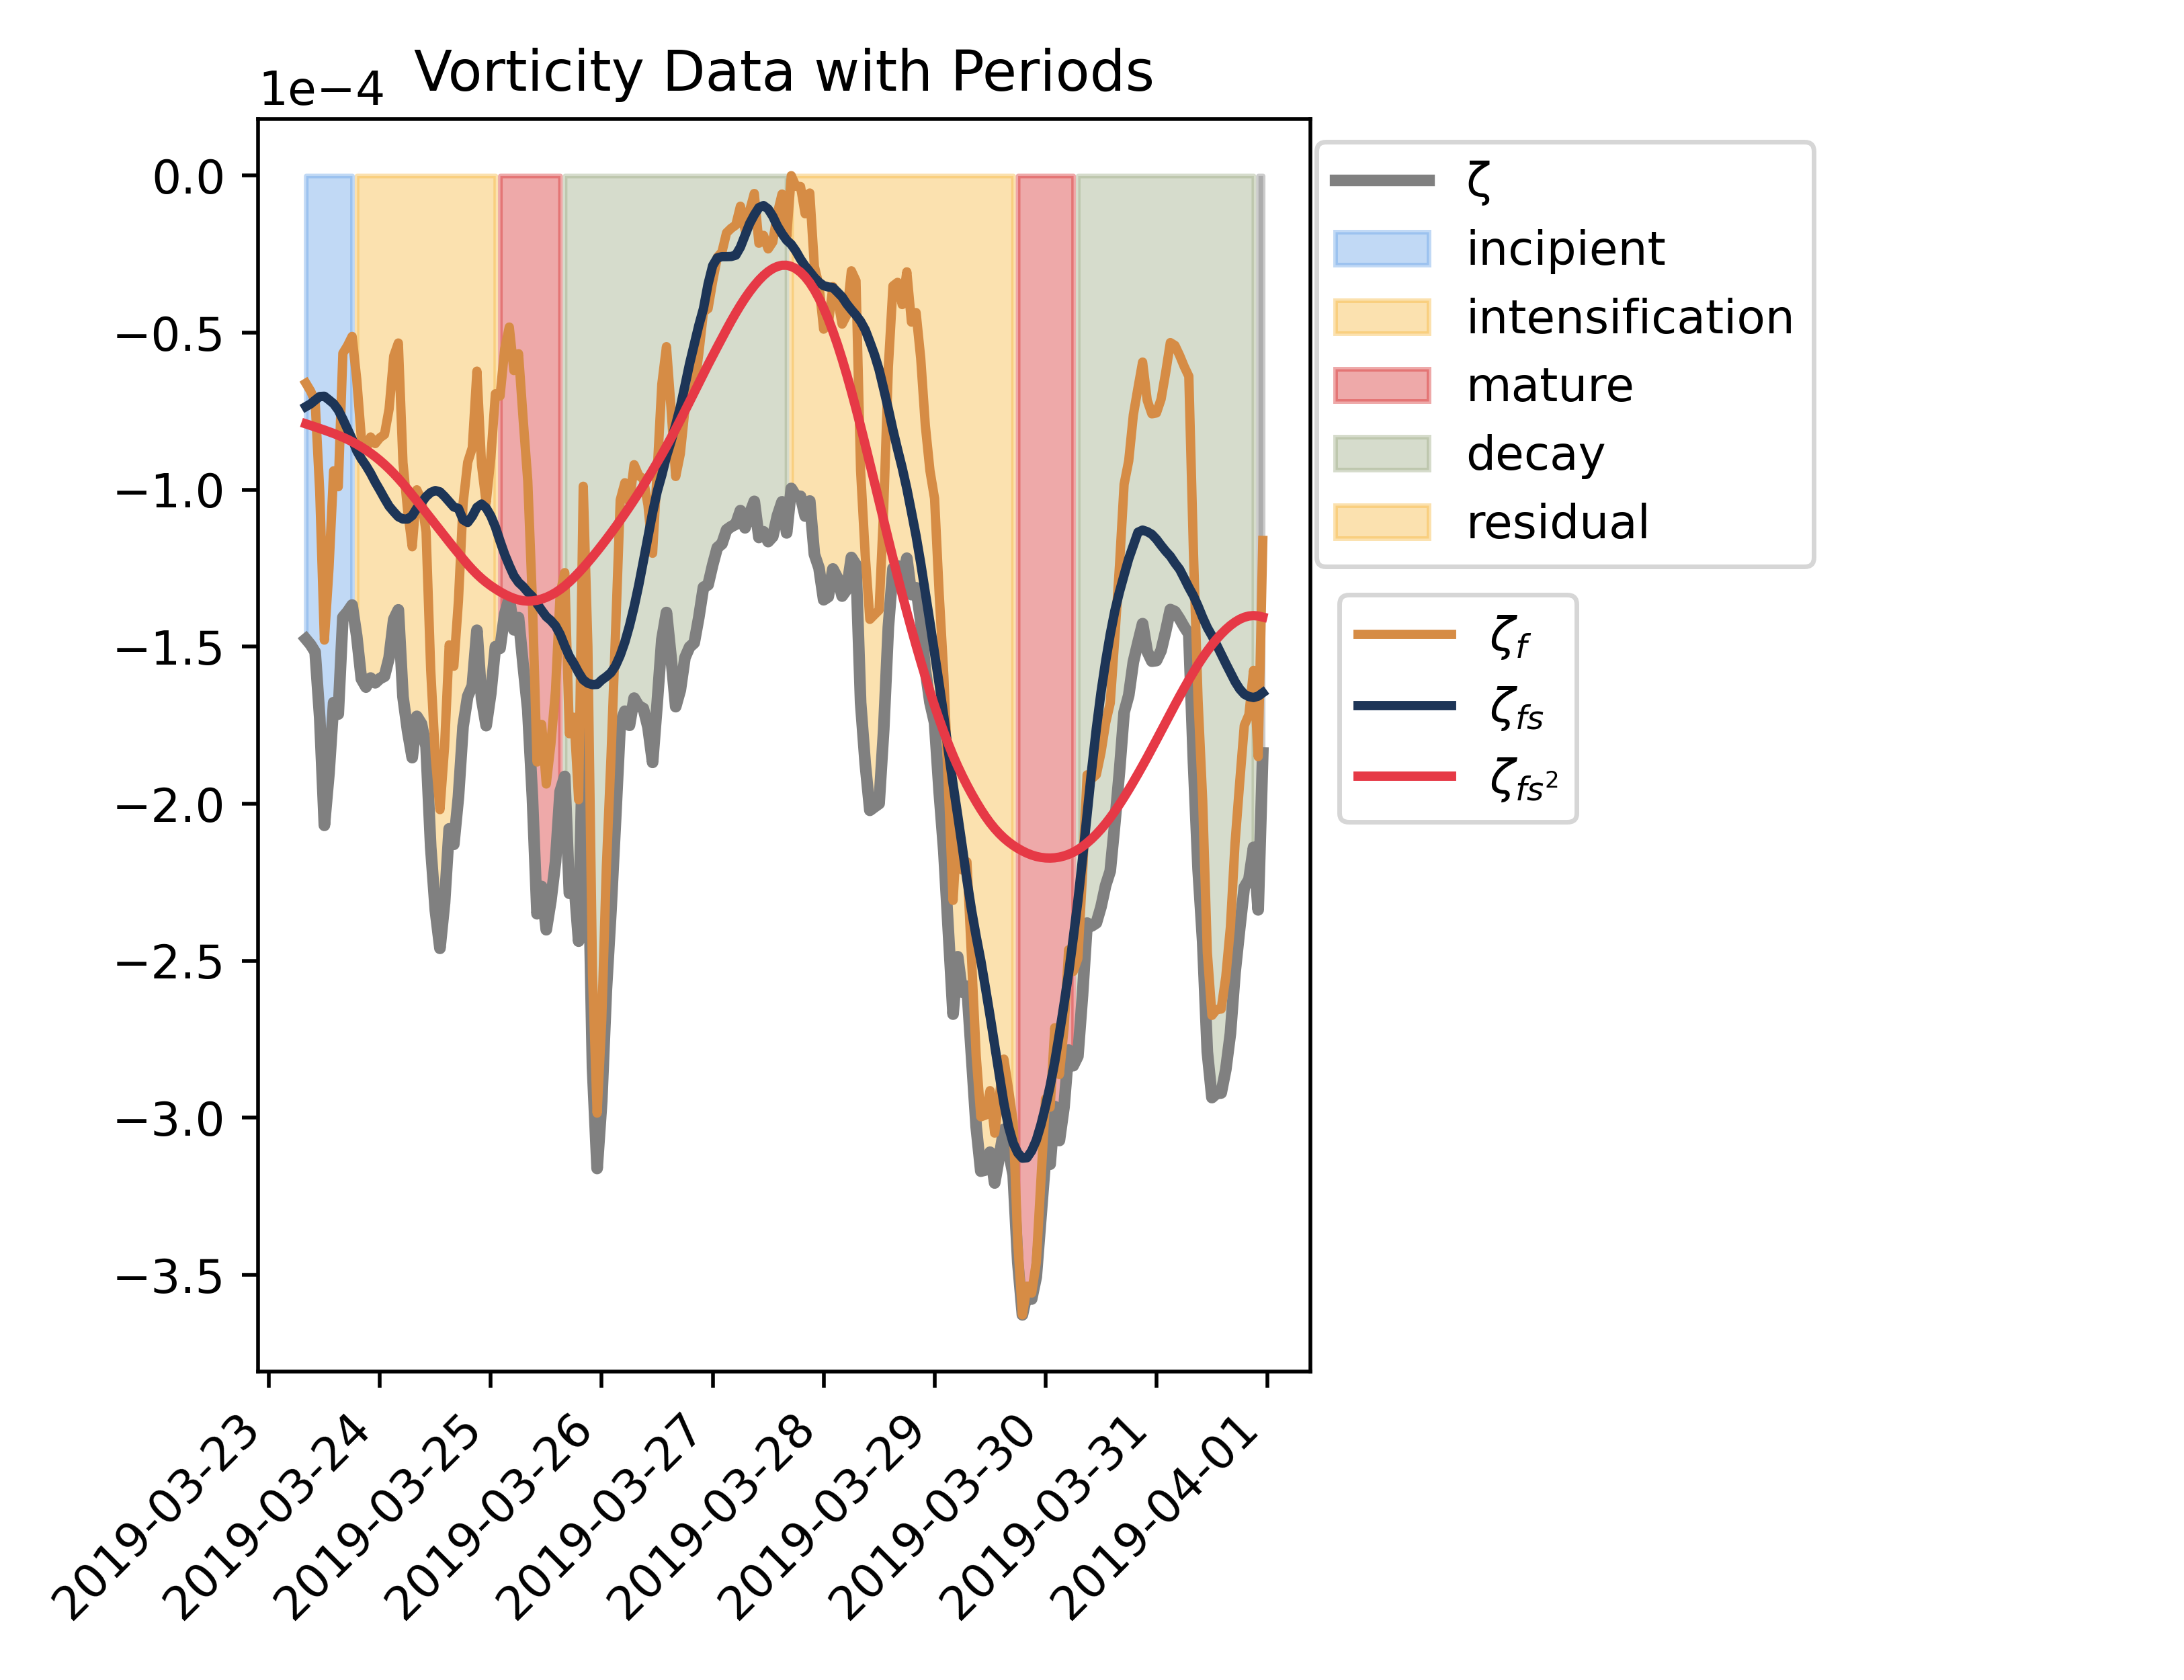 Vorticity Data with Periods
1e−4
0.0
−0.5
−1.0
−1.5
−2.0
−2.5
−3.0
−3.5
2019-03-23
2019-03-24
2019-03-25
2019-03-26
2019-03-27
2019-03-28
2019-03-29
2019-03-30
2019-03-31
2019-04-01
ζ
incipient
intensification
mature
decay
residual
ζf
ζfs
ζfs²